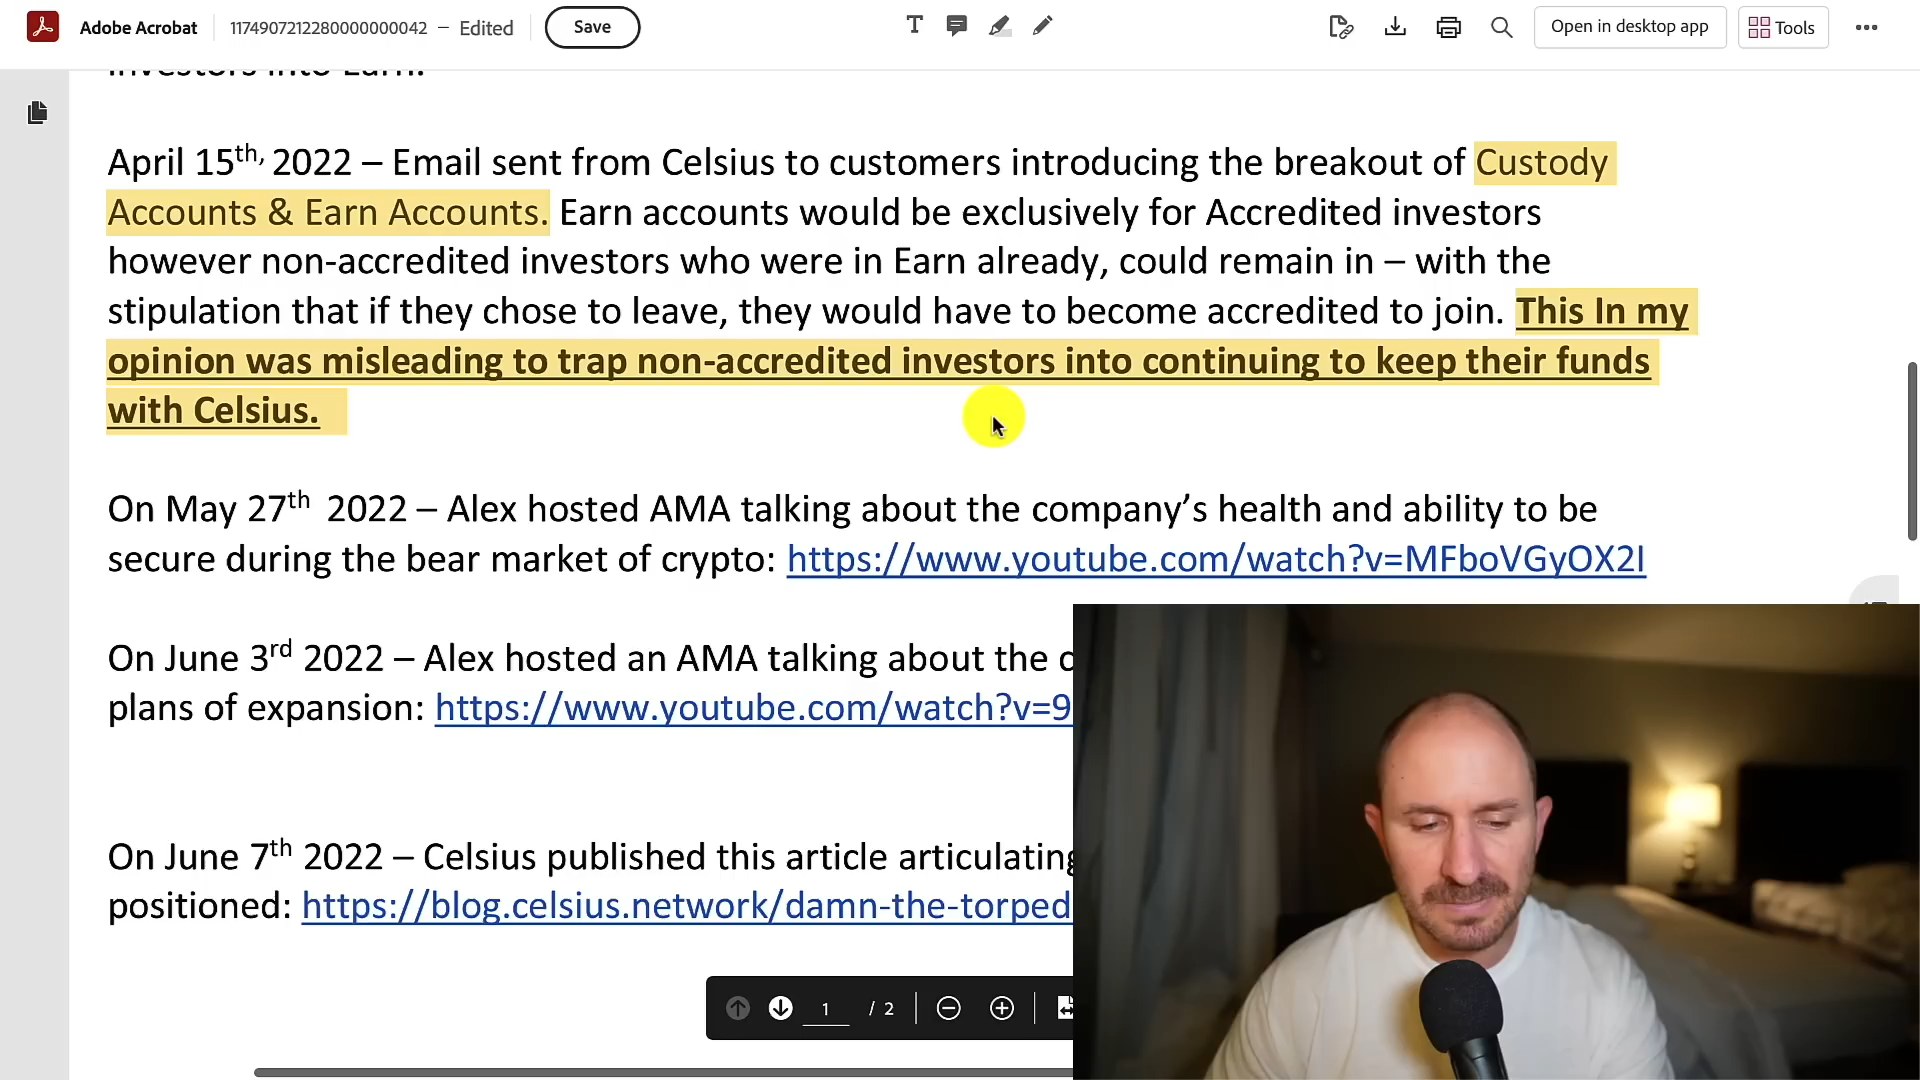 Adobe Acrobat 1174907212280000000042 – Edited Save Open in desktop app Tools
investors into Earn.
April 15th, 2022 – Email sent from Celsius to customers introducing the breakout of Custody
Accounts & Earn Accounts. Earn accounts would be exclusively for Accredited investors
however non-accredited investors who were in Earn already, could remain in – with the
stipulation that if they chose to leave, they would have to become accredited to join. This In my
opinion was misleading to trap non-accredited investors into continuing to keep their funds
with Celsius.
On May 27th 2022 – Alex hosted AMA talking about the company’s health and ability to be
secure during the bear market of crypto: https://www.youtube.com/watch?v=MFboVGyOX2I
On June 3rd 2022 – Alex hosted an AMA talking about the c
plans of expansion: https://www.youtube.com/watch?v=9
On June 7th 2022 – Celsius published this article articulating
positioned: https://blog.celsius.network/damn-the-torped
1 / 2